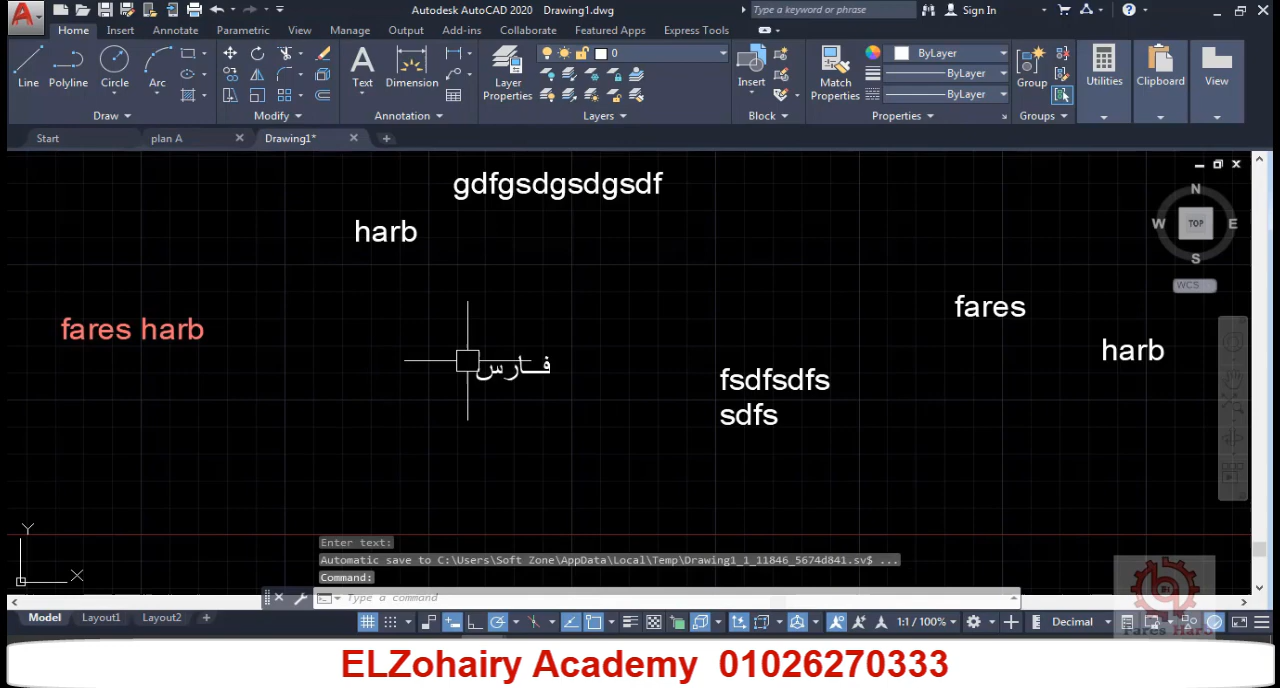 Autodesk AutoCAD 2020 Drawing1.dwg
Type a keyword or phrase
Sign In
Home Insert Annotate Parametric View Manage Output Add-ins Collaborate Featured Apps Express Tools
Line Polyline Circle Arc
Text Dimension
Layer Properties
0
Insert
Match Properties
ByLayer
ByLayer
ByLayer
Group
Utilities
Clipboard
View
Draw Modify Annotation Layers Block Properties Groups
Start plan A Drawing1*
gdfgsdgsdgsdf
harb
N
W TOP E
S
WCS
fares
fares harb
harb
فارس
fsdfsdfs
sdfs
Y
X
Enter text:
Automatic save to C:\Users\Soft Zone\AppData\Local\Temp\Drawing1_1_11846_5674d841.sv$ ...
Command:
Type a command
Model Layout1 Layout2
1:1 / 100%
Decimal
Fares Harb
ELZohairy Academy 01026270333